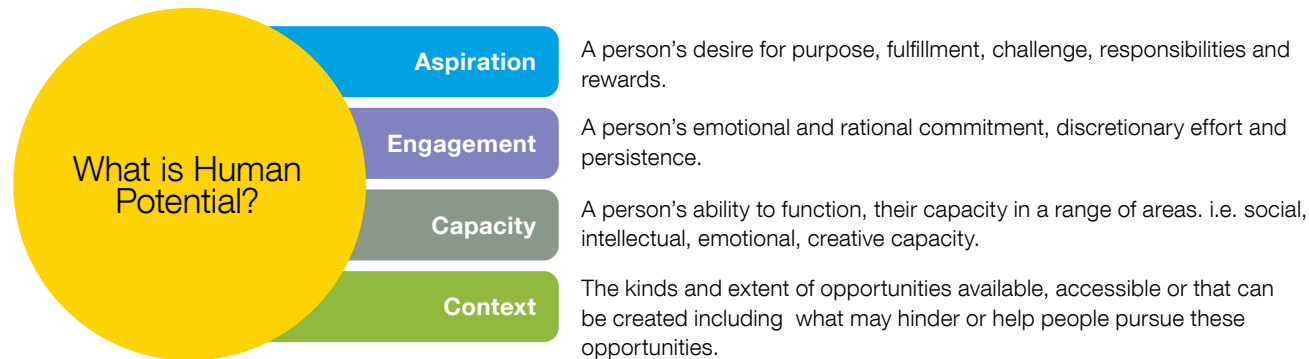 What is Human
Potential?
Aspiration
A person’s desire for purpose, fulfillment, challenge, responsibilities and
rewards.
Engagement
A person’s emotional and rational commitment, discretionary effort and
persistence.
Capacity
A person’s ability to function, their capacity in a range of areas. i.e. social,
intellectual, emotional, creative capacity.
Context
The kinds and extent of opportunities available, accessible or that can
be created including  what may hinder or help people pursue these
opportunities.